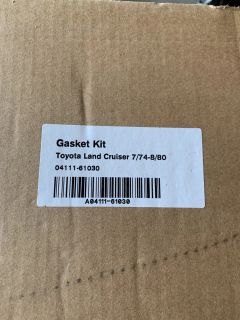 Gasket Kit
Toyota Land Cruiser 7/74-8/80
04111-61030
A04111-61030